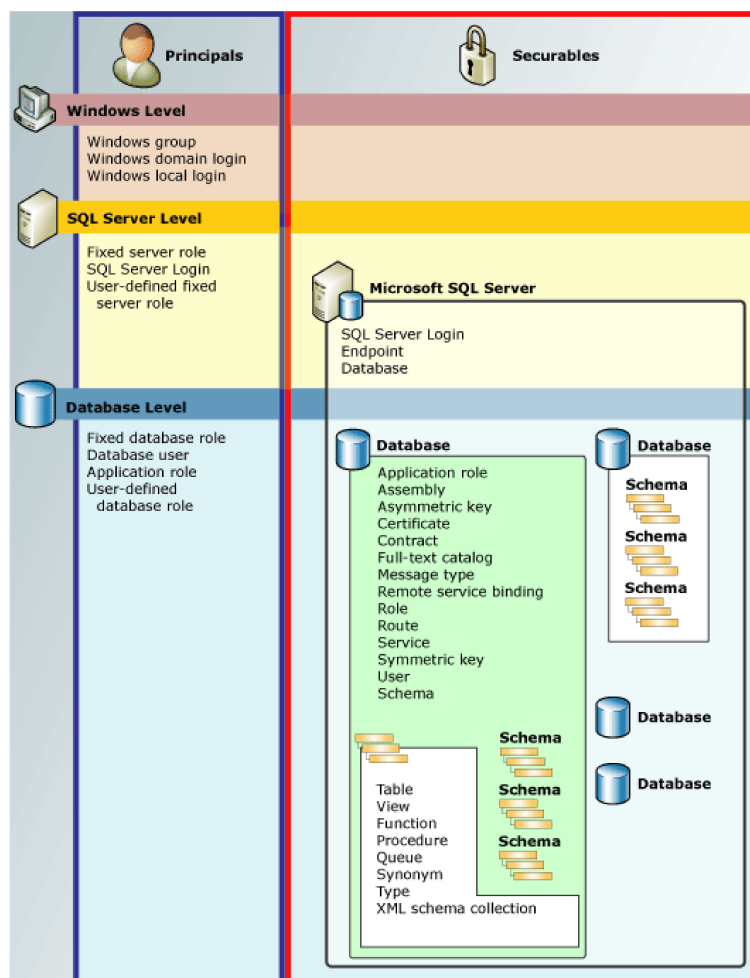 Principals
Securables
Windows Level
Windows group
Windows domain login
Windows local login
SQL Server Level
Fixed server role
SQL Server Login
User-defined fixed
server role
Microsoft SQL Server
SQL Server Login
Endpoint
Database
Database Level
Fixed database role
Database user
Application role
User-defined
database role
Database
Application role
Assembly
Asymmetric key
Certificate
Contract
Full-text catalog
Message type
Remote service binding
Role
Route
Service
Symmetric key
User
Schema
Table
View
Function
Procedure
Queue
Synonym
Type
XML schema collection
Schema
Schema
Schema
Database
Schema
Schema
Schema
Database
Database